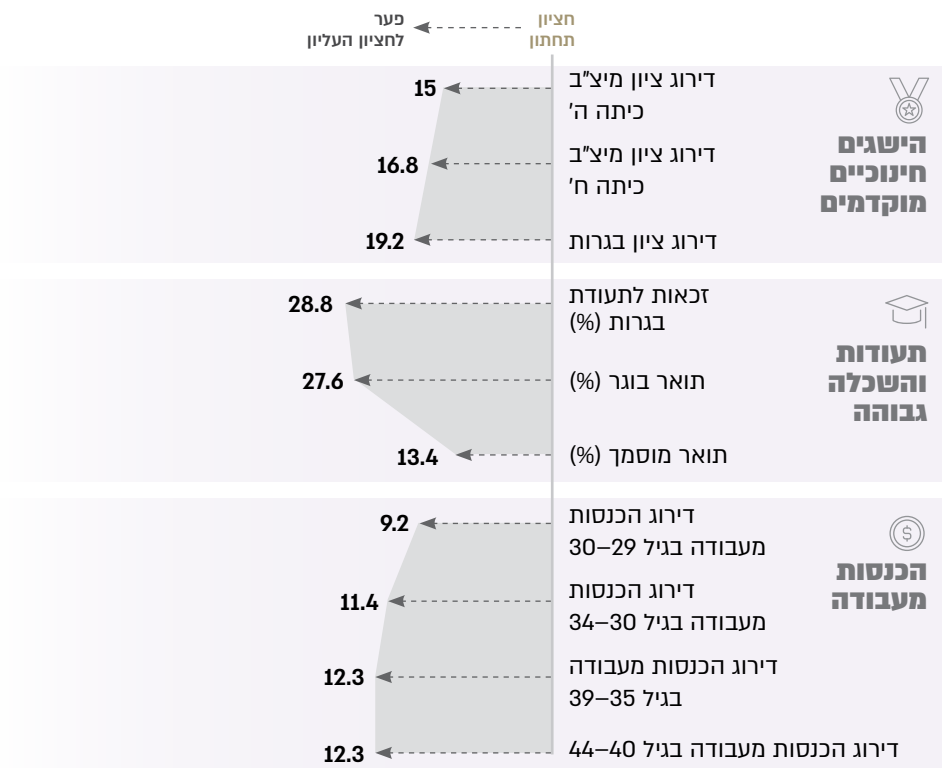 חציון
תחתון
פער
לחציון העליון
הישגים
חינוכיים
מוקדמים
דירוג ציון מיצ"ב
כיתה ה'
15
דירוג ציון מיצ"ב
כיתה ח'
16.8
דירוג ציון בגרות
19.2
תעודות
והשכלה
גבוהה
זכאות לתעודת
בגרות (%)
28.8
תואר בוגר (%)
27.6
תואר מוסמך (%)
13.4
הכנסות
מעבודה
דירוג הכנסות
מעבודה בגיל 29–30
9.2
דירוג הכנסות
מעבודה בגיל 30–34
11.4
דירוג הכנסות מעבודה
בגיל 35–39
12.3
דירוג הכנסות מעבודה בגיל 40–44
12.3